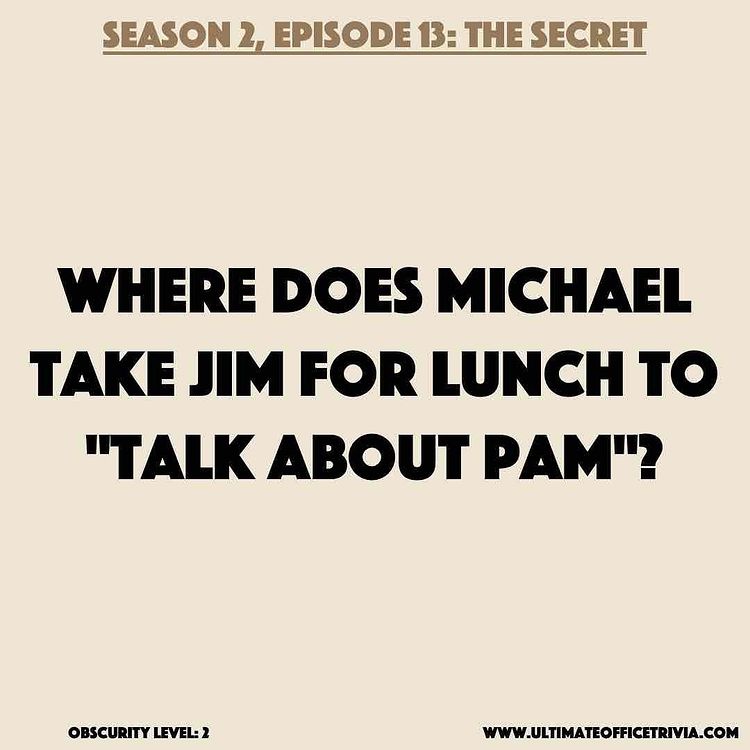 SEASON 2, EPISODE 13: THE SECRET
WHERE DOES MICHAEL
TAKE JIM FOR LUNCH TO
"TALK ABOUT PAM"?
OBSCURITY LEVEL: 2
WWW.ULTIMATEOFFICETRIVIA.COM